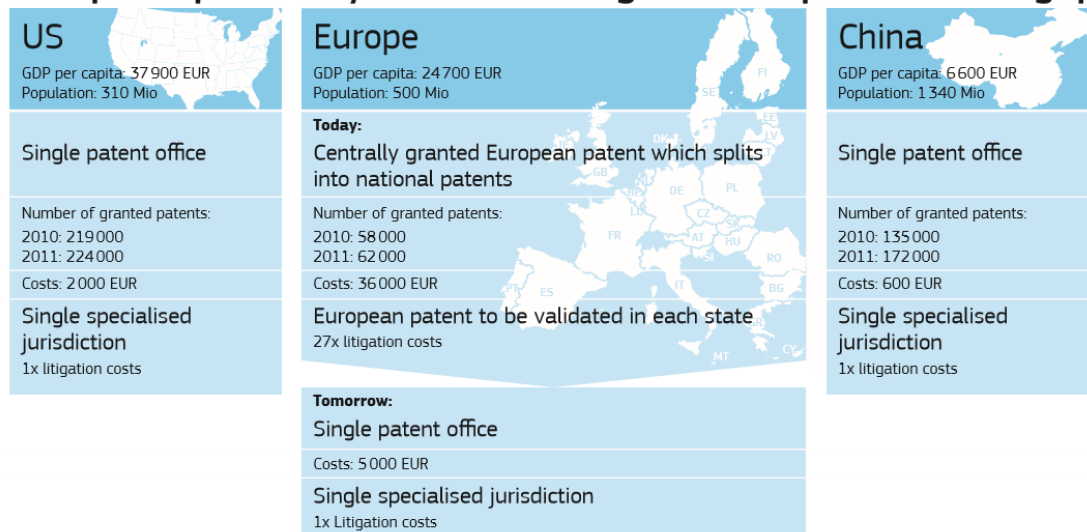 US
GDP per capita: 37 900 EUR
Population: 310 Mio
Single patent office
Number of granted patents:
2010: 219 000
2011: 224 000
Costs: 2 000 EUR
Single specialised
jurisdiction
1x litigation costs
Europe
GDP per capita: 24 700 EUR
Population: 500 Mio
Today:
Centrally granted European patent which splits
into national patents
Number of granted patents:
2010: 58 000
2011: 62 000
Costs: 36 000 EUR
European patent to be validated in each state
27x litigation costs
FI
SE
EE
LV
DK
GB
DE
PL
LU
CZ
SK
FR
AT
HU
RO
IT
BG
PT
ES
MT
CY
Tomorrow:
Single patent office
Costs: 5 000 EUR
Single specialised jurisdiction
1x Litigation costs
China
GDP per capita: 6 600 EUR
Population: 1 340 Mio
Single patent office
Number of granted patents:
2010: 135 000
2011: 172 000
Costs: 600 EUR
Single specialised
jurisdiction
1x litigation costs